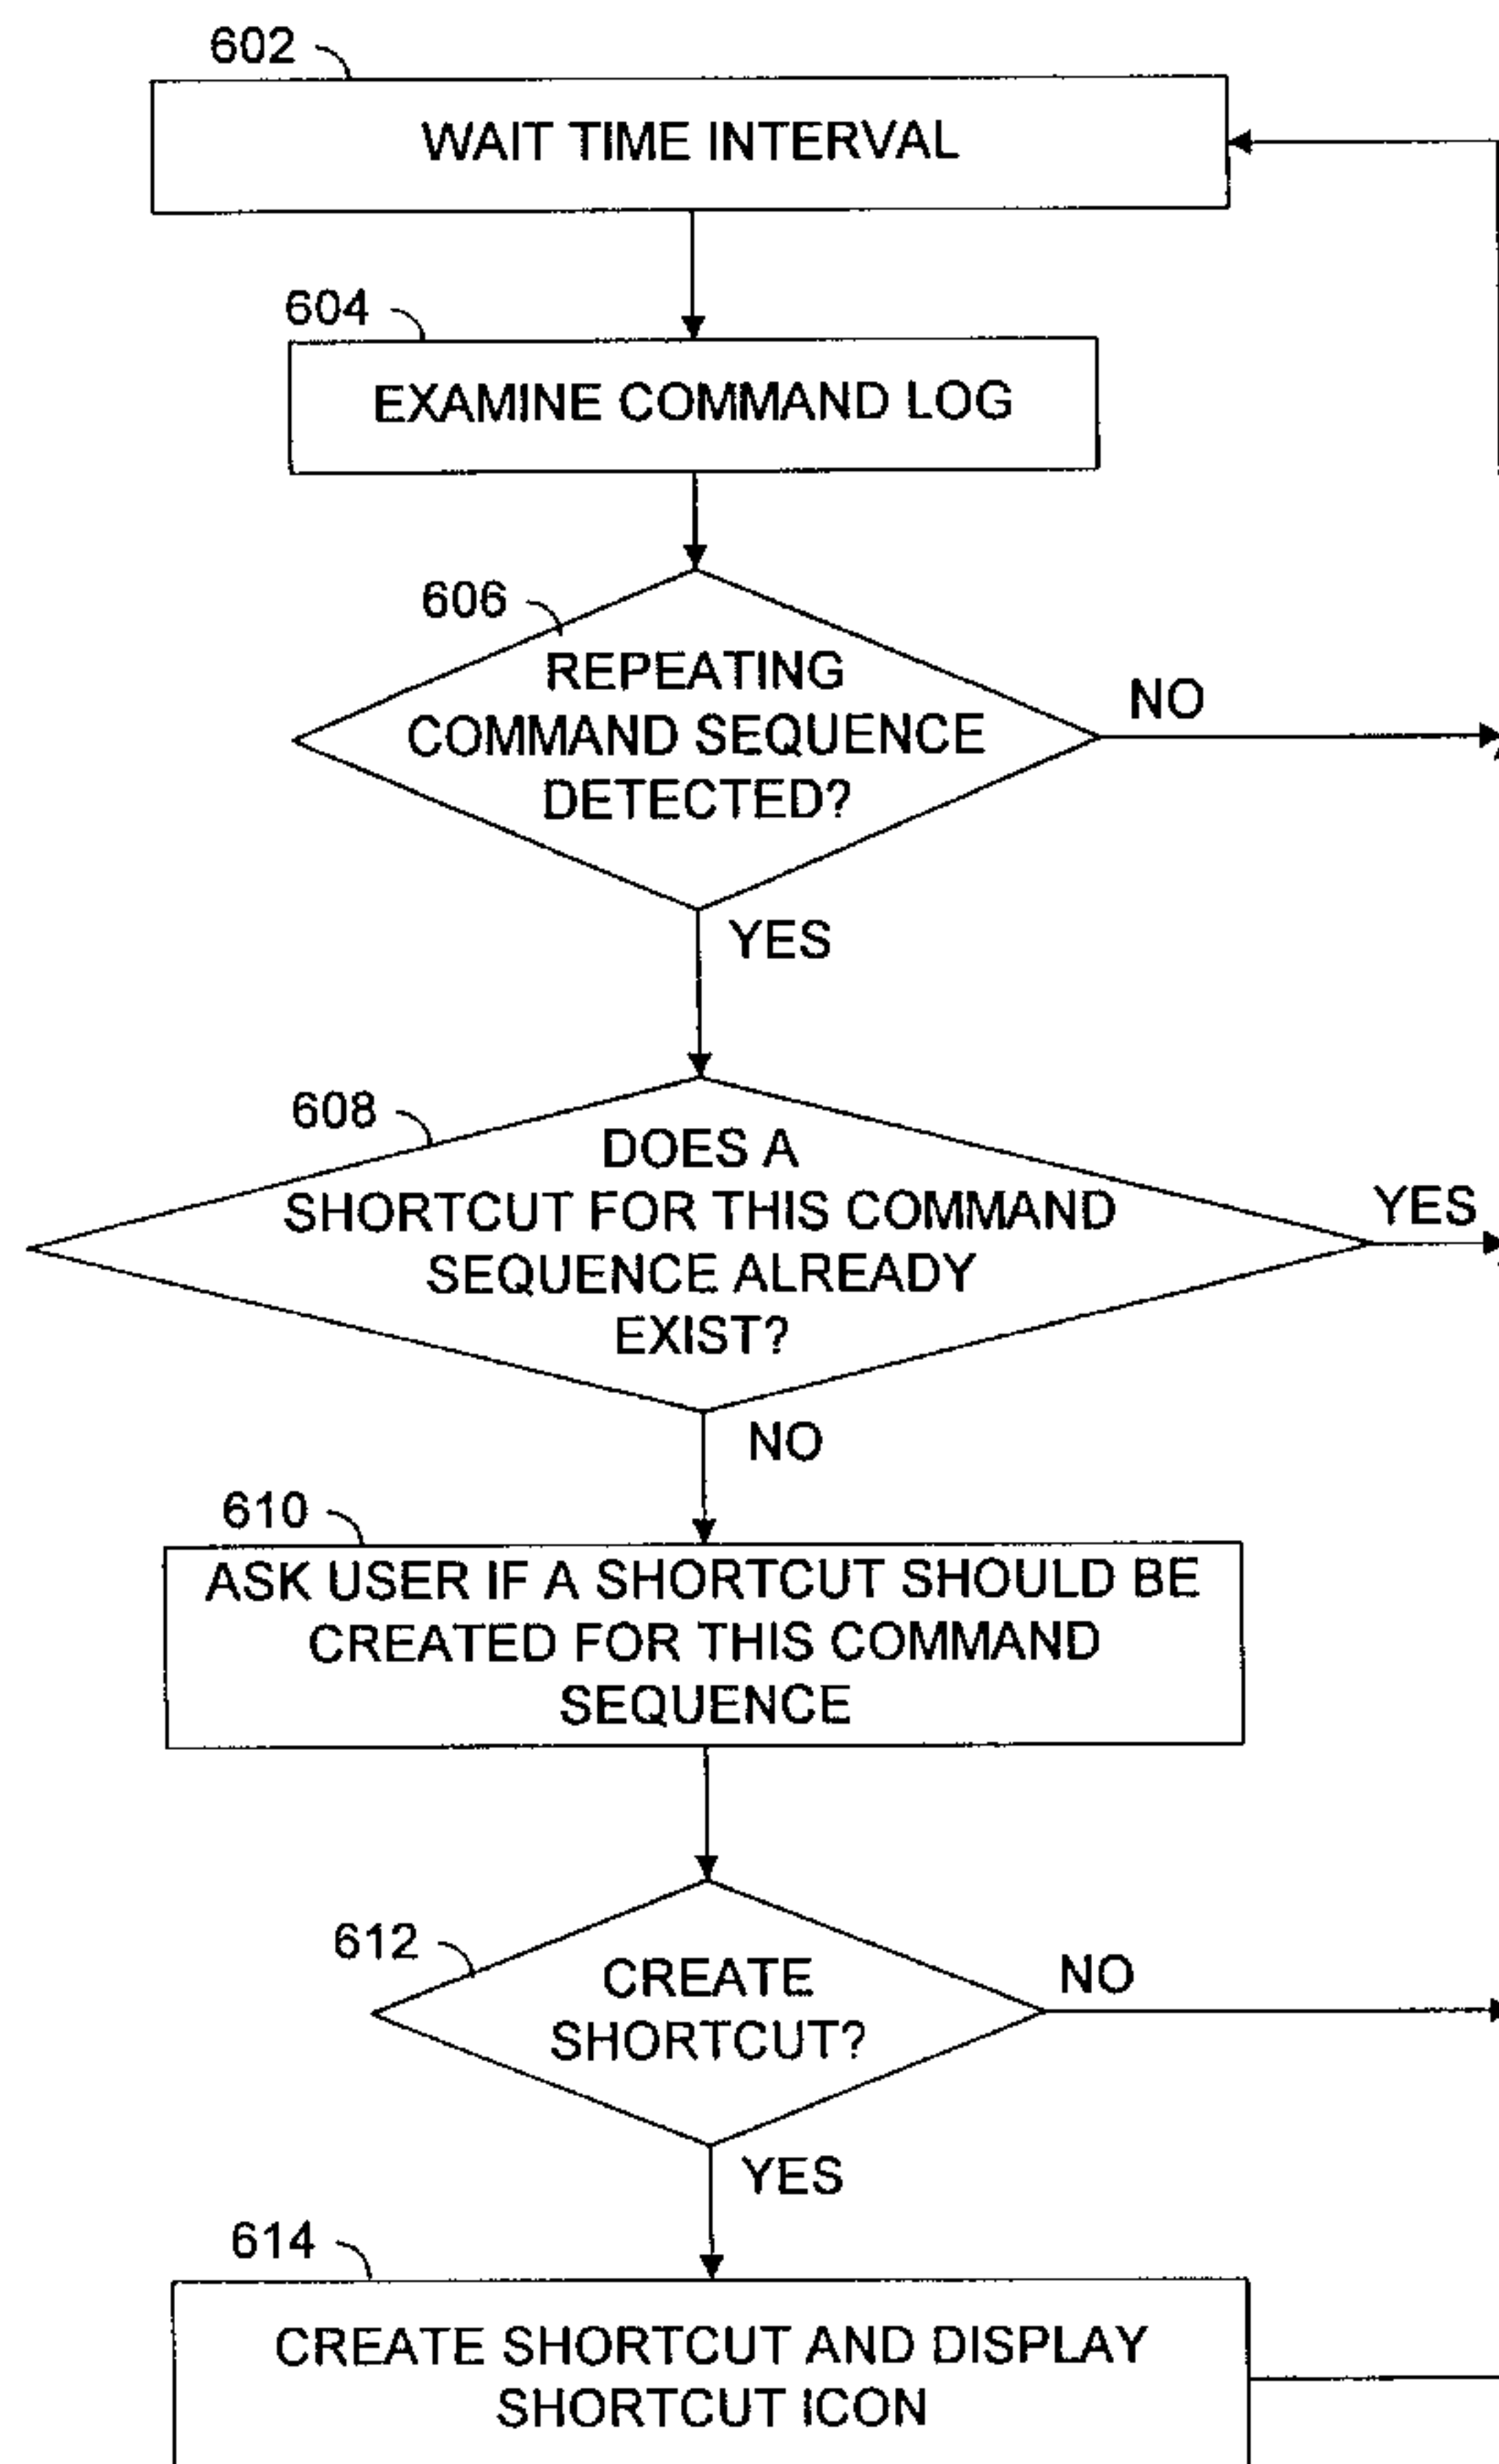 602
WAIT TIME INTERVAL
604
EXAMINE COMMAND LOG
606
REPEATING
COMMAND SEQUENCE
DETECTED?
NO
YES
608
DOES A
SHORTCUT FOR THIS COMMAND
SEQUENCE ALREADY
EXIST?
YES
NO
610
ASK USER IF A SHORTCUT SHOULD BE
CREATED FOR THIS COMMAND
SEQUENCE
612
CREATE
SHORTCUT?
NO
YES
614
CREATE SHORTCUT AND DISPLAY
SHORTCUT ICON